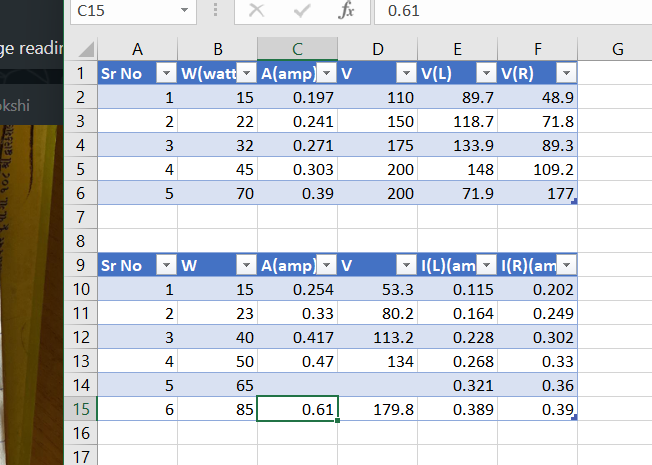 C15 0.61
ge readin
okshi
A B C D E F G
1 Sr No W(watt A(amp) V V(L) V(R)
2 1 15 0.197 110 89.7 48.9
3 2 22 0.241 150 118.7 71.8
4 3 32 0.271 175 133.9 89.3
5 4 45 0.303 200 148 109.2
6 5 70 0.39 200 71.9 177
7
8
9 Sr No W A(amp) V I(L)(am I(R)(am
10 1 15 0.254 53.3 0.115 0.202
11 2 23 0.33 80.2 0.164 0.249
12 3 40 0.417 113.2 0.228 0.302
13 4 50 0.47 134 0.268 0.33
14 5 65 0.321 0.36
15 6 85 0.61 179.8 0.389 0.39
16
17